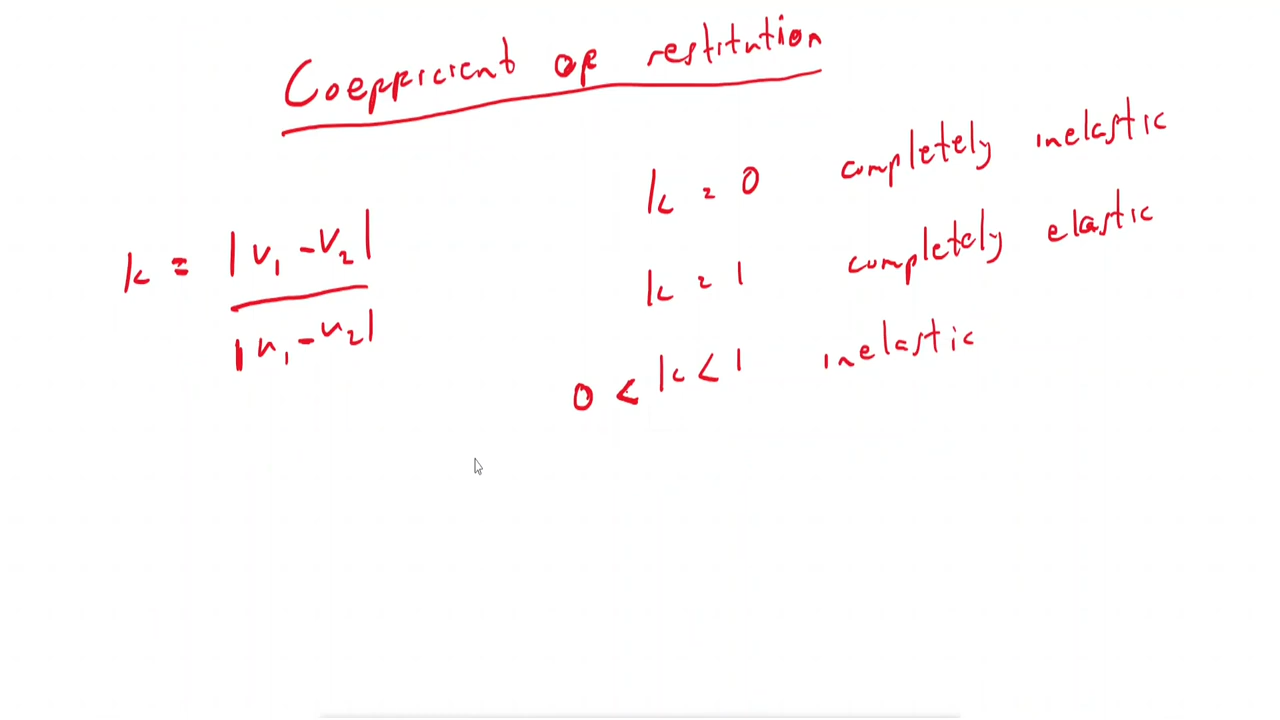 Coefficient of restitution
k = 0 completely inelastic
k = |v₁ - v₂| / |u₁ - u₂|
k = 1 completely elastic
0 < k < 1 inelastic